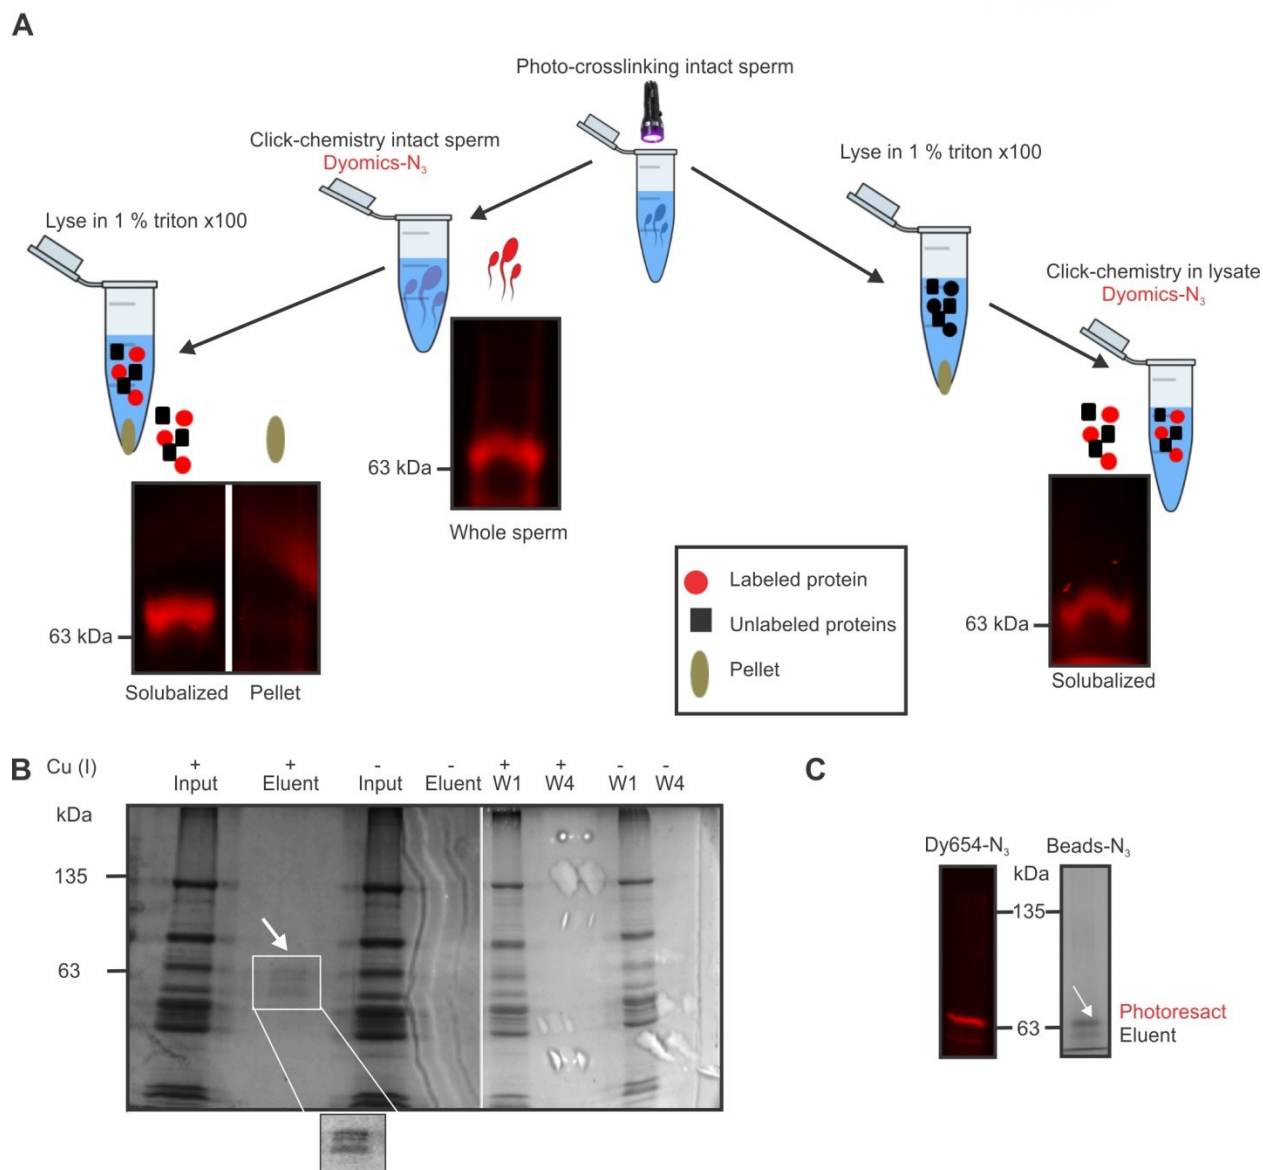 A
Photo-crosslinking intact sperm
Click-chemistry intact sperm
Dyomics-N₃
Lyse in 1 % triton x100
Lyse in 1 % triton x100
Click-chemistry in lysate
Dyomics-N₃
63 kDa
Whole sperm
63 kDa
Solubalized Pellet
Labeled protein
Unlabeled proteins
Pellet
63 kDa
Solubalized
B
Cu (I) + + - - + + - -
Input Eluent Input Eluent W1 W4 W1 W4
kDa
135
63
C
Dy654-N₃ Beads-N₃
kDa
135
63
Photoresact
Eluent